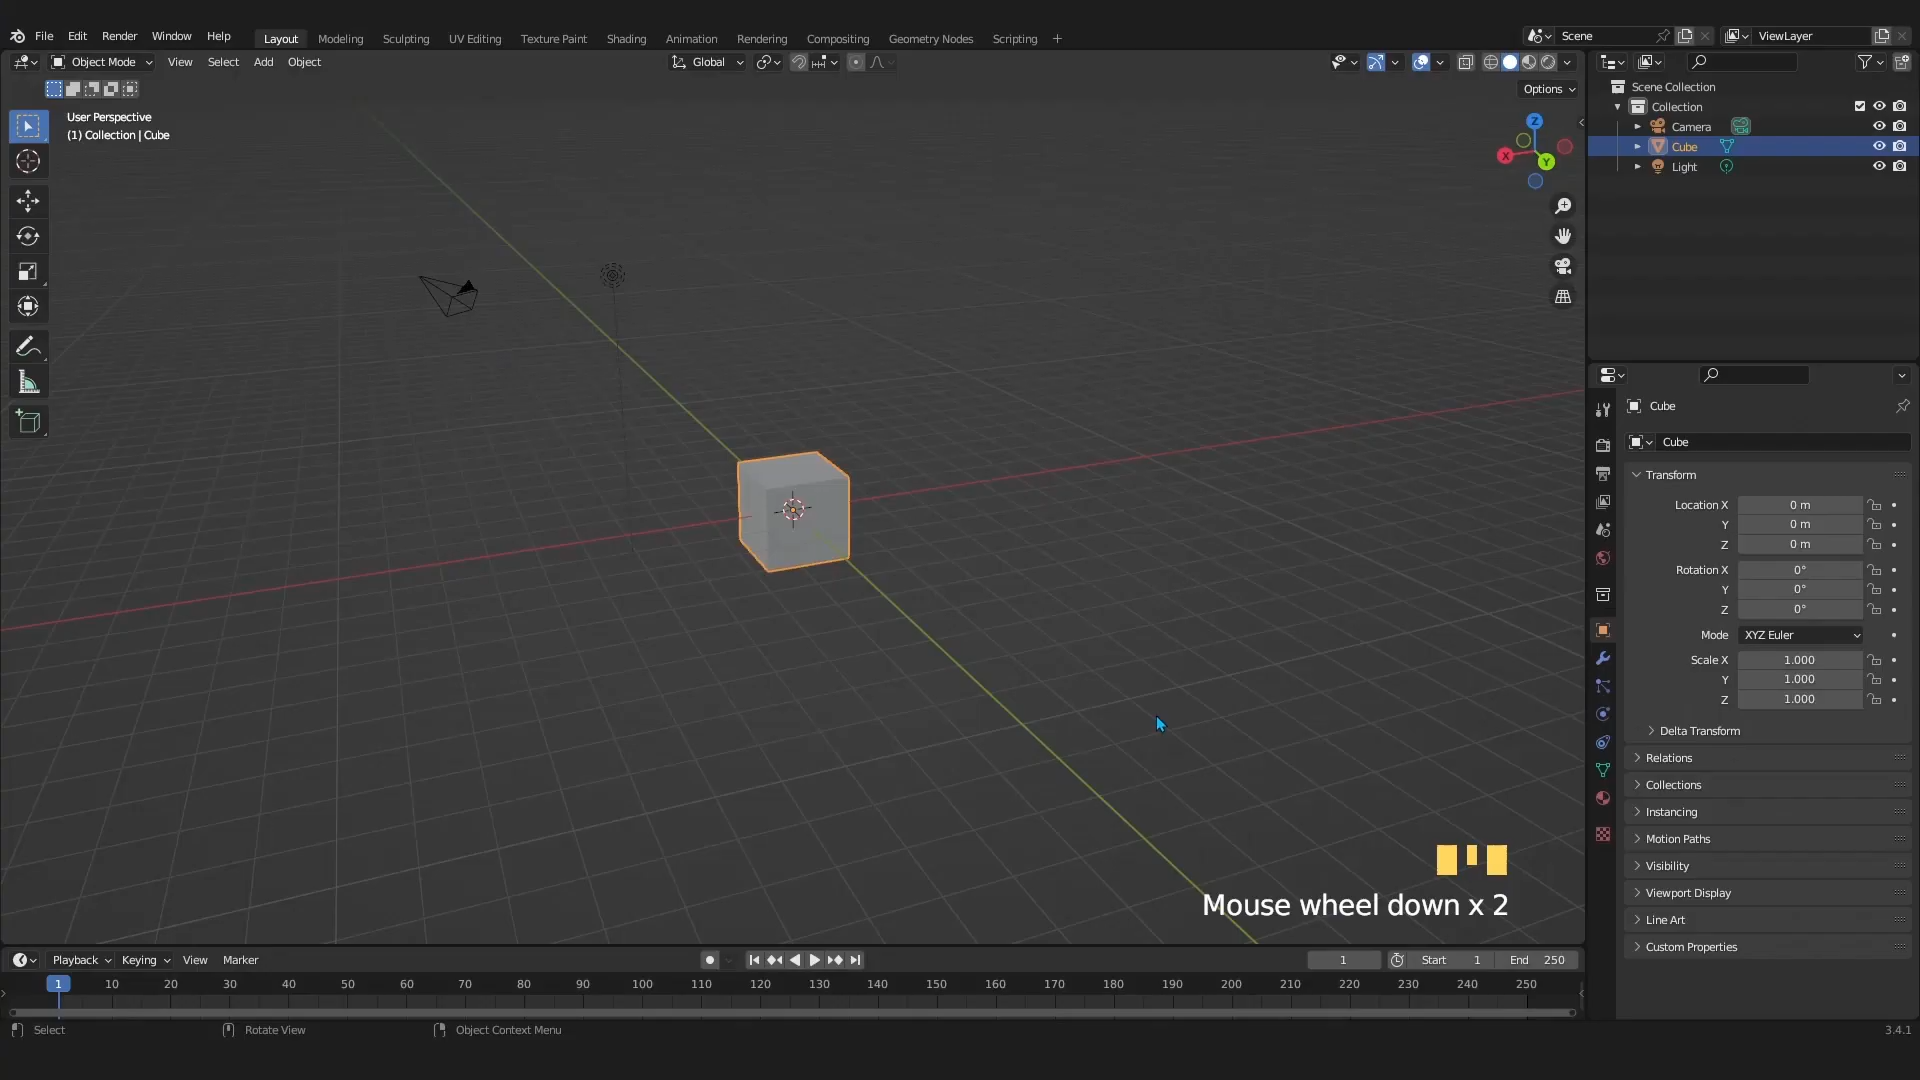 File Edit Render Window Help Layout Modeling Sculpting UV Editing Texture Paint Shading Animation Rendering Compositing Geometry Nodes Scripting + Scene ViewLayer
Object Mode View Select Add Object Global
Options
User Perspective
(1) Collection | Cube
Z
X
Y
Scene Collection
Collection
Camera
Cube
Light
Cube
Cube
Transform
Location X 0 m
Y 0 m
Z 0 m
Rotation X 0°
Y 0°
Z 0°
Mode XYZ Euler
Scale X 1.000
Y 1.000
Z 1.000
Delta Transform
Relations
Collections
Instancing
Motion Paths
Visibility
Viewport Display
Line Art
Custom Properties
Mouse wheel down x 2
Playback Keying View Marker 1 Start 1 End 250
1 10 20 30 40 50 60 70 80 90 100 110 120 130 140 150 160 170 180 190 200 210 220 230 240 250
Select Rotate View Object Context Menu 3.4.1